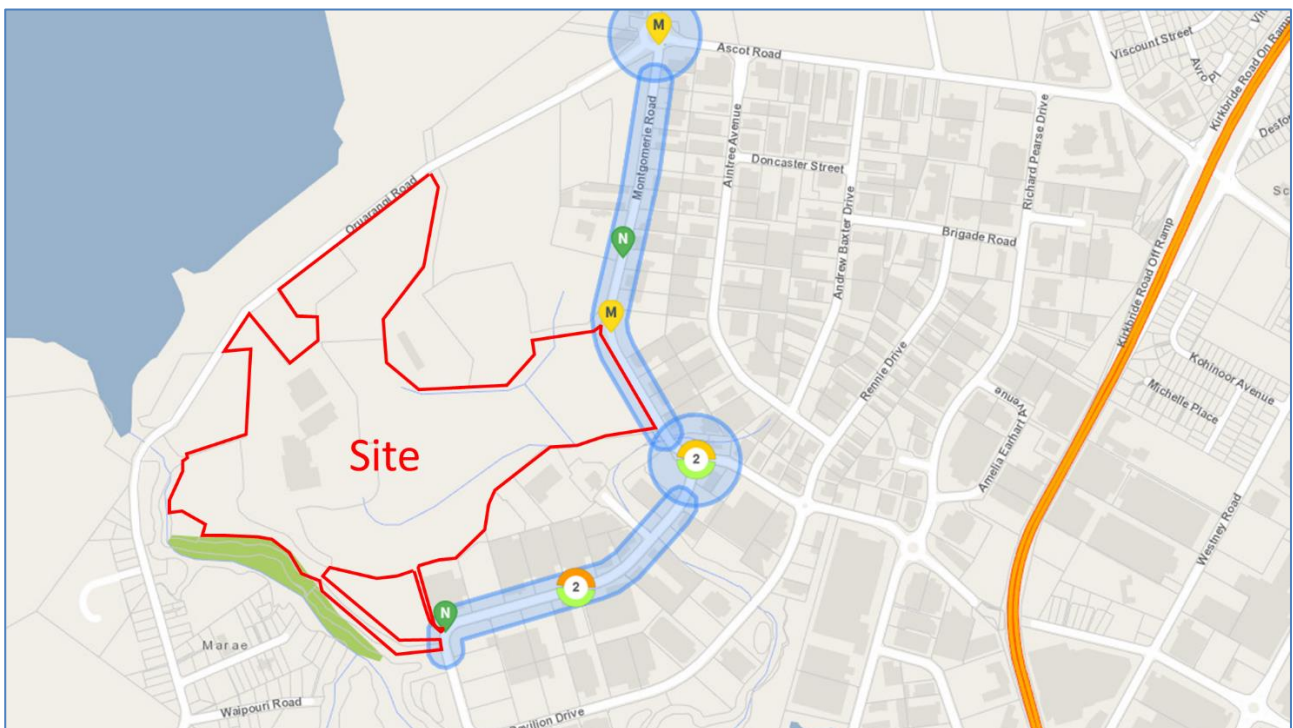 M
Ascot Road
Viscount Street
Avro Pl
Kirkbride Road On Ramp
Montgomerie Road
Aintree Avenue
Doncaster Street
Andrew Baxter Drive
Richard Pearse Drive
Brigade Road
Oruarangi Road
N
M
Kirkbride Road Off Ramp
Kohinoor Avenue
Michelle Place
Rennie Drive
Amelia Earhart Avenue
Site
2
Westney Road
2
N
Marae
Waipouri Road